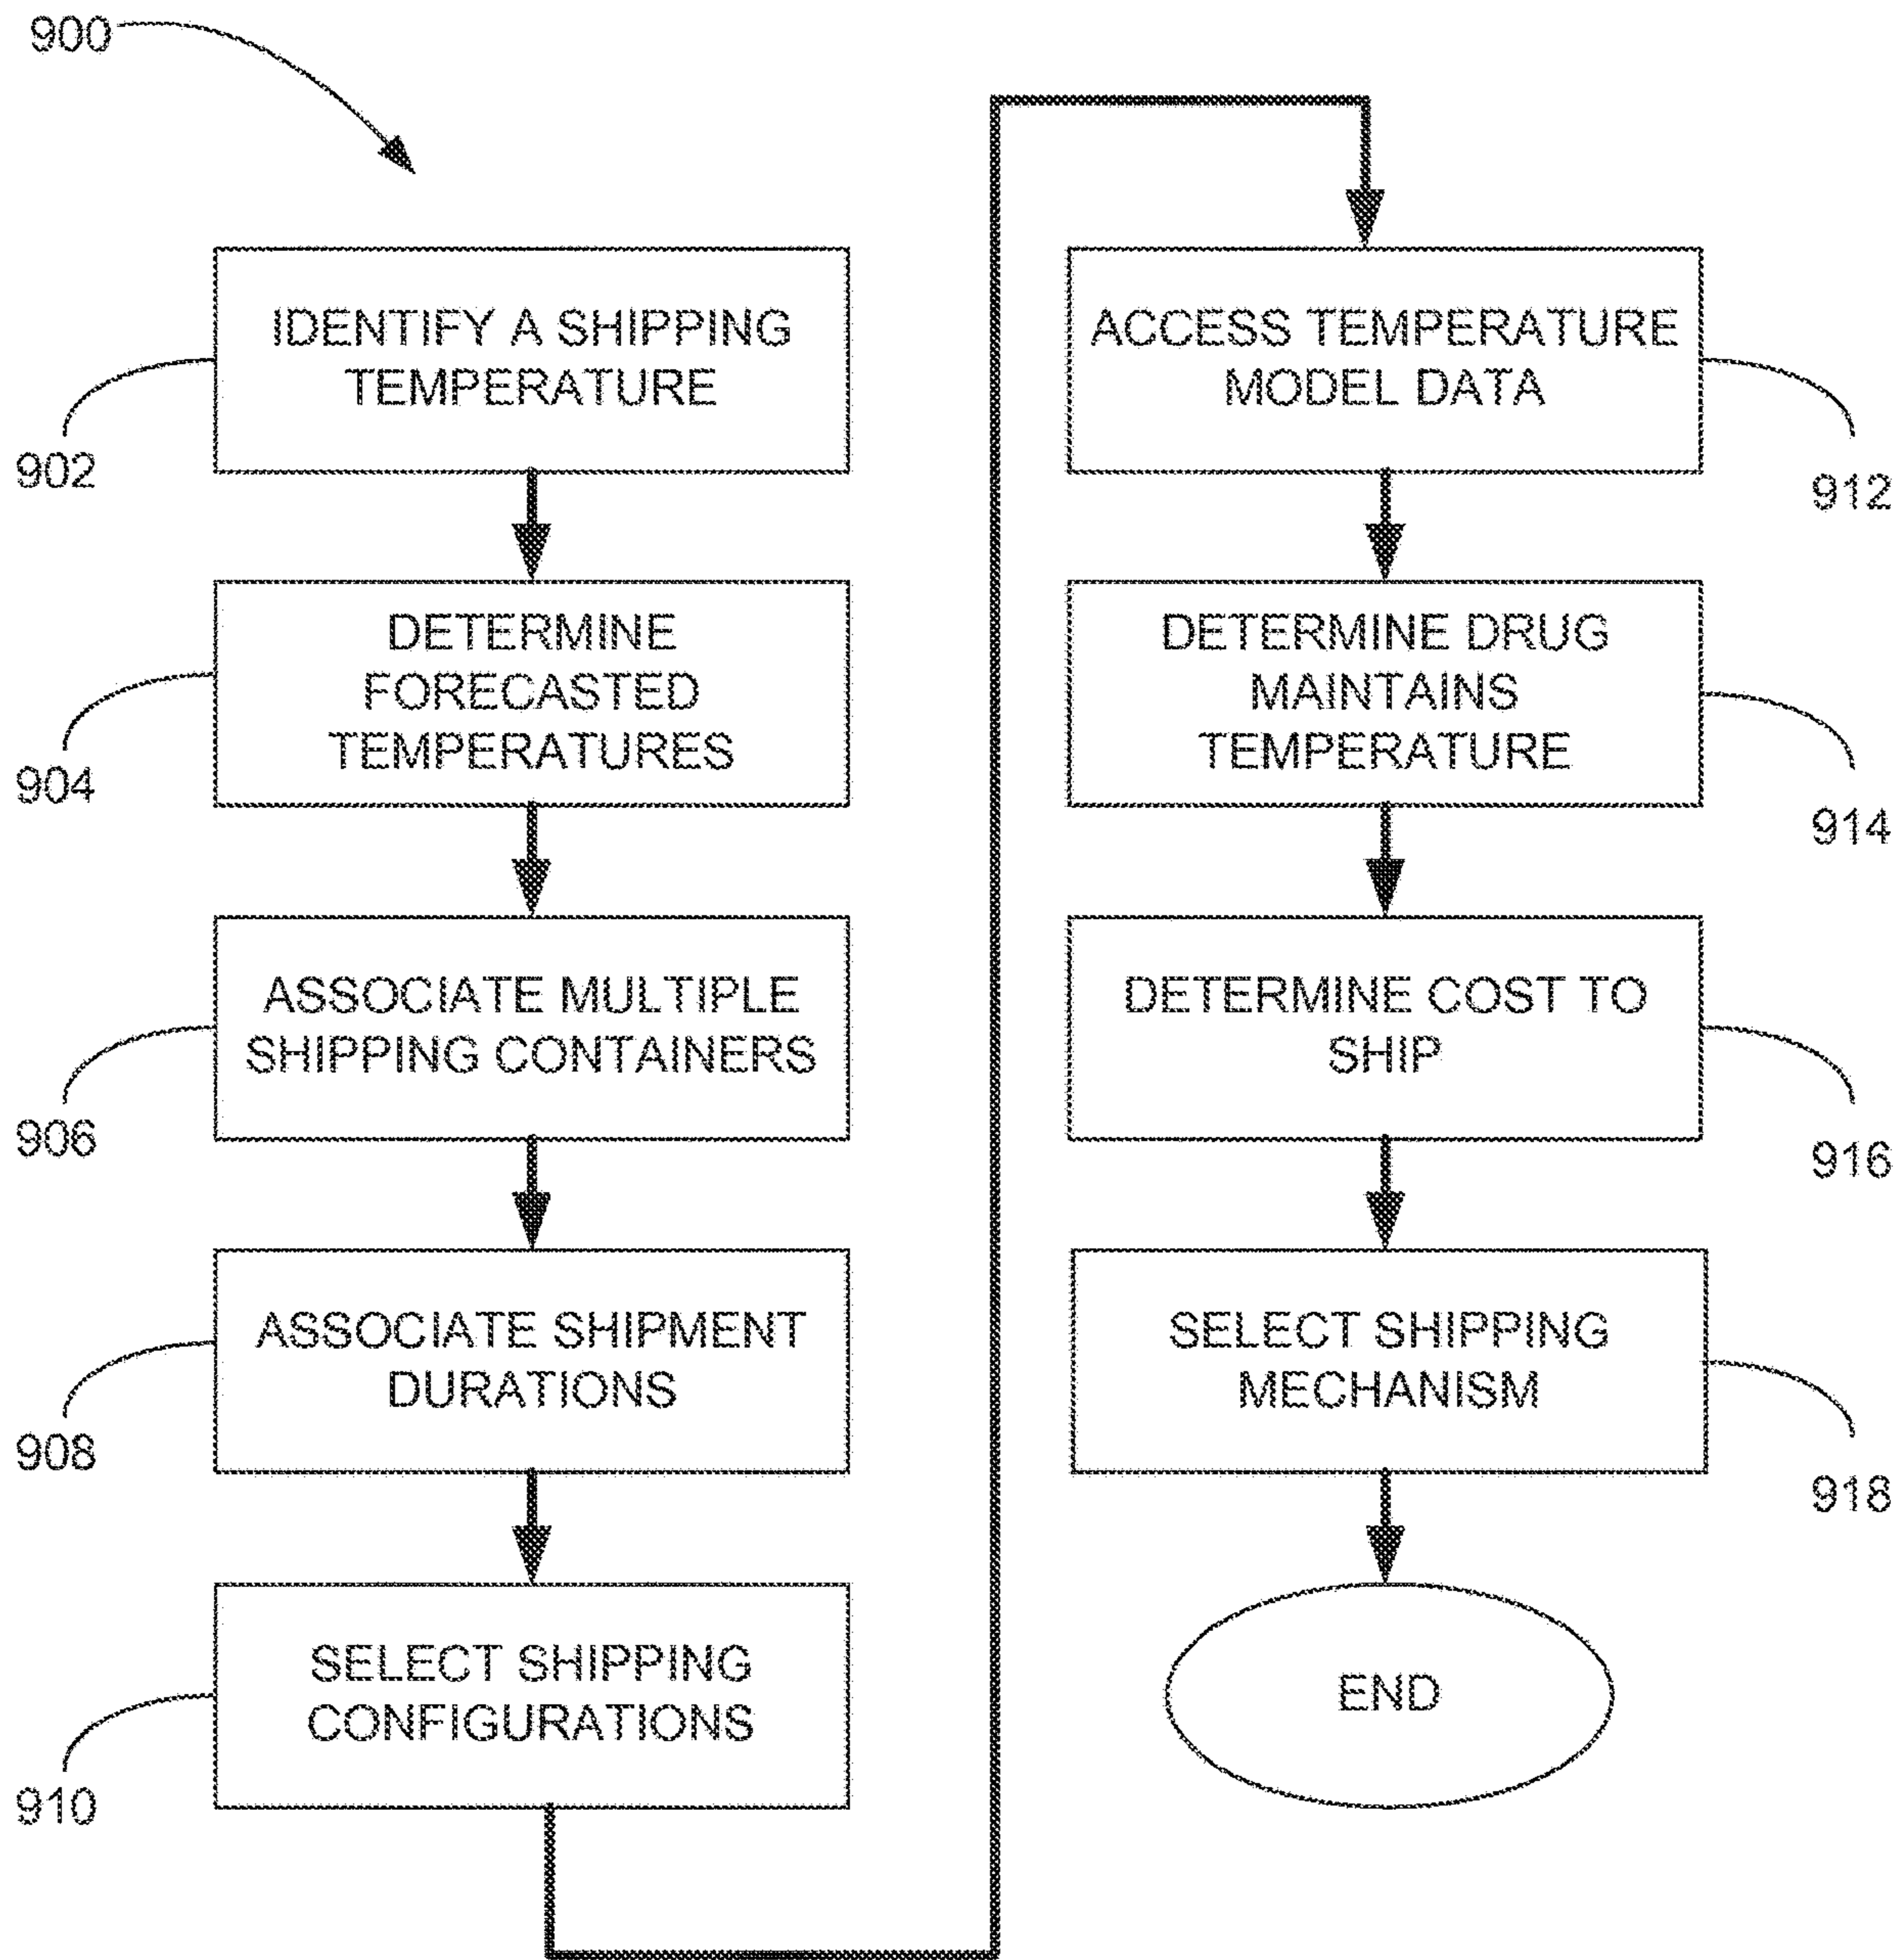 900
IDENTIFY A SHIPPING
TEMPERATURE
902
DETERMINE
FORECASTED
TEMPERATURES
904
ASSOCIATE MULTIPLE
SHIPPING CONTAINERS
906
ASSOCIATE SHIPMENT
DURATIONS
908
SELECT SHIPPING
CONFIGURATIONS
910
ACCESS TEMPERATURE
MODEL DATA
912
DETERMINE DRUG
MAINTAINS
TEMPERATURE
914
DETERMINE COST TO
SHIP
916
SELECT SHIPPING
MECHANISM
918
END